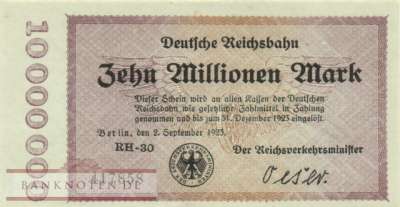 10000000
Deutsche Reichsbahn
Zehn Millionen Mark
Dieser Schein wird an allen Kassen der Deutschen
Reichsbahn wie gesetzliche Zahlmittel in Zahlung
genommen und bis zum 31. Dezember 1923 eingelöst.
Berlin, den 2. September 1923.
RH-30
Der Reichsverkehrsminister
417858
Oeser
BANKNOTEN.DE